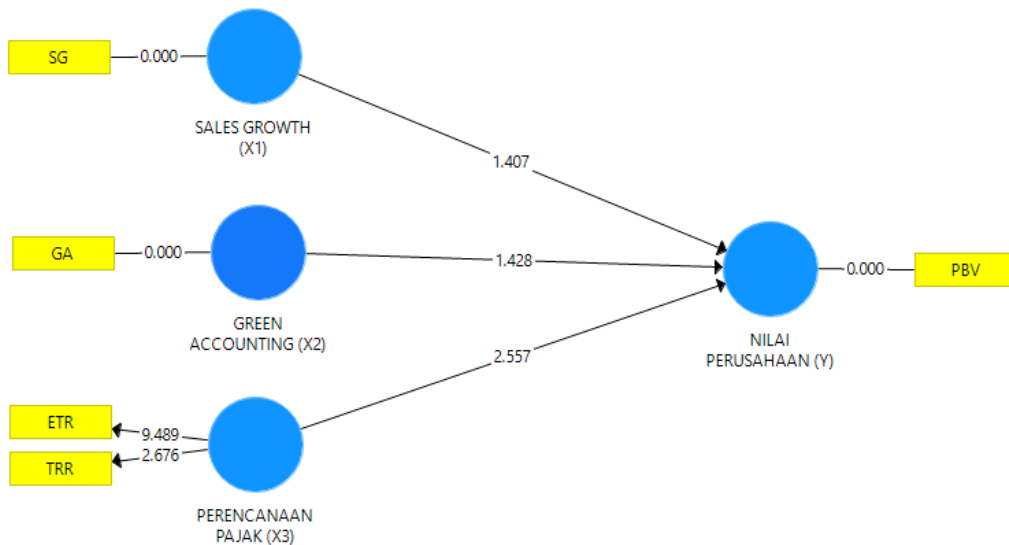 SG
0.000
SALES GROWTH
(X1)
1.407
GA
0.000
GREEN
ACCOUNTING (X2)
1.428
0.000
PBV
NILAI
PERUSAHAAN (Y)
2.557
ETR
9.489
TRR
2.676
PERENCANAAN
PAJAK (X3)